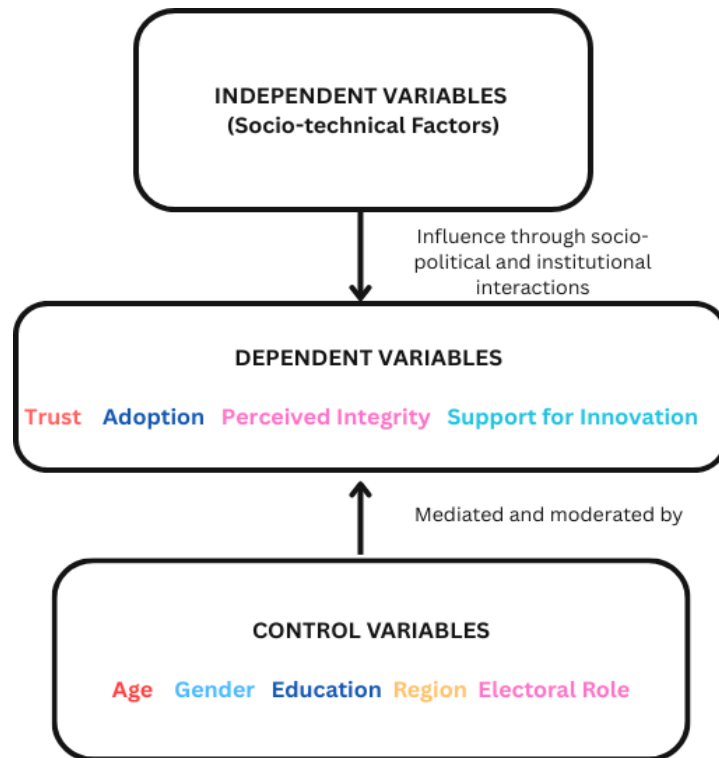 INDEPENDENT VARIABLES
(Socio-technical Factors)
Influence through socio-
political and institutional
interactions
DEPENDENT VARIABLES
Trust Adoption Perceived Integrity Support for Innovation
Mediated and moderated by
CONTROL VARIABLES
Age Gender Education Region Electoral Role